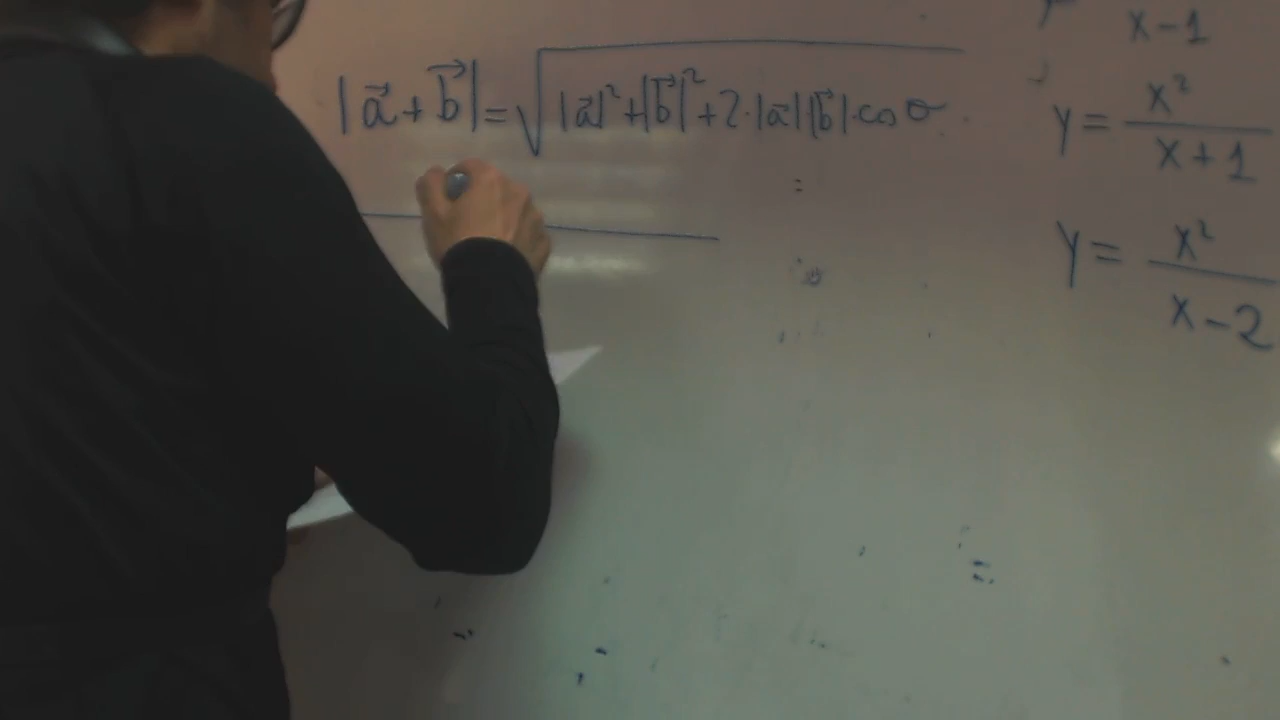 |a⃗ + b⃗| = √(|a⃗|² + |b⃗|² + 2·|a⃗||b⃗|·cos σ
x-1
y = x² / x+1
y = x² / x-2